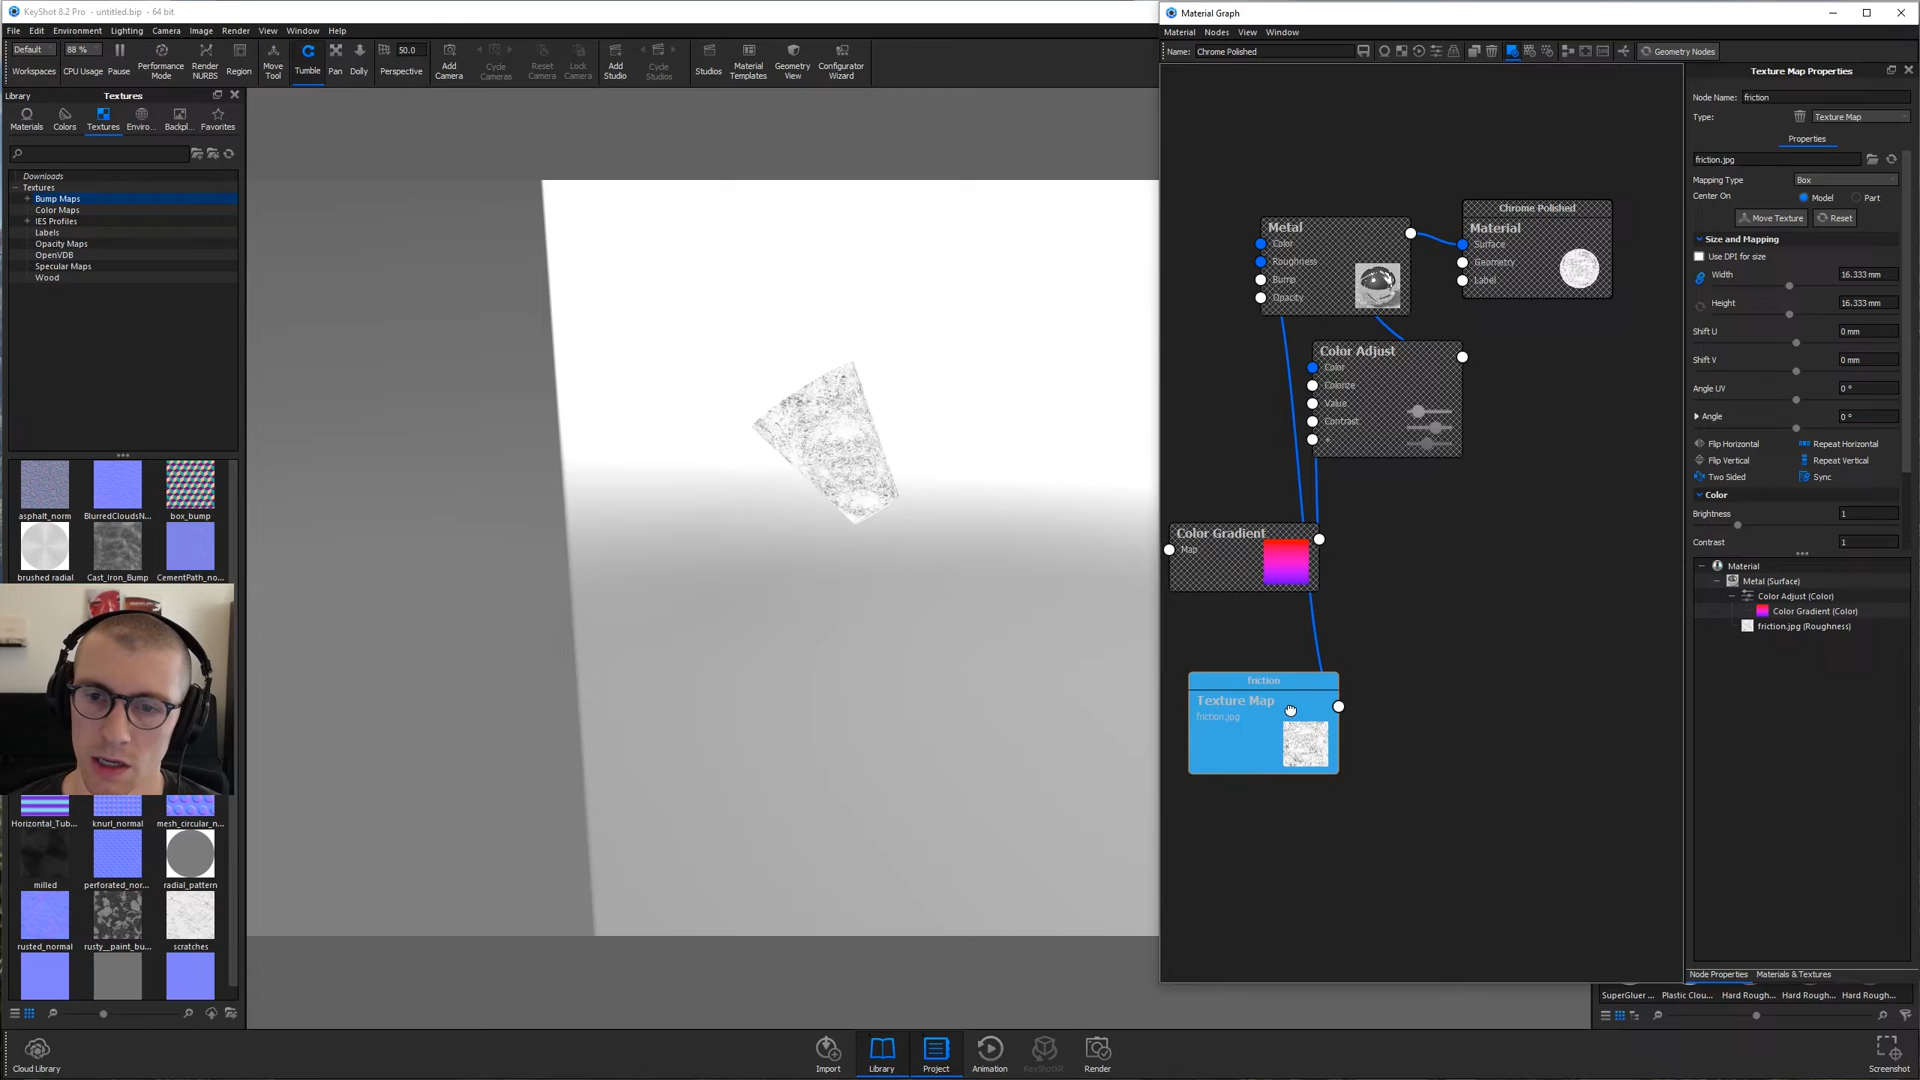 KeyShot 8.2 Pro - untitled.bip - 64 bit
File Edit Environment Lighting Camera Image Render View Window Help
Default 88 % 50.0
Workspaces CPU Usage Pause Performance Mode Render NURBS Region Move Tool Tumble Pan Dolly Perspective Add Camera Cycle Cameras Reset Camera Lock Camera Add Studio Cycle Studios Studios Material Templates Geometry View Configurator Wizard
Library Textures
Materials Colors Textures Enviro... Backpl... Favorites
Downloads
Textures
Bump Maps
Color Maps
IES Profiles
Labels
Opacity Maps
OpenVDB
Specular Maps
Wood
asphalt_norm BlurredCloudsN... box_bump
brushed radial Cast_Iron_Bump CementPath_no...
Horizontal_Tub... knurl_normal mesh_circular_n...
milled perforated_nor... radial_pattern
rusted_normal rusty__paint_bu... scratches
Cloud Library
Import Library Project Animation KeyShotXR Render
Screenshot
Material Graph
Material Nodes View Window
Name: Chrome Polished Geometry Nodes
Metal
Color
Roughness
Bump
Opacity
Chrome Polished
Material
Surface
Geometry
Label
Color Adjust
Color
Colorize
Value
Contrast
+
Color Gradient
Map
friction
Texture Map
friction.jpg
Texture Map Properties
Node Name: friction
Type: Texture Map
Properties
friction.jpg
Mapping Type Box
Center On Model Part
Move Texture Reset
Size and Mapping
Use DPI for size
Width 16.333 mm
Height 16.333 mm
Shift U 0 mm
Shift V 0 mm
Angle UV 0 °
Angle 0 °
Flip Horizontal Repeat Horizontal
Flip Vertical Repeat Vertical
Two Sided Sync
Color
Brightness 1
Contrast 1
Material
Metal (Surface)
Color Adjust (Color)
Color Gradient (Color)
friction.jpg (Roughness)
Node Properties Materials & Textures
SuperGluer ... Plastic Clou... Hard Rough... Hard Rough... Hard Rough...